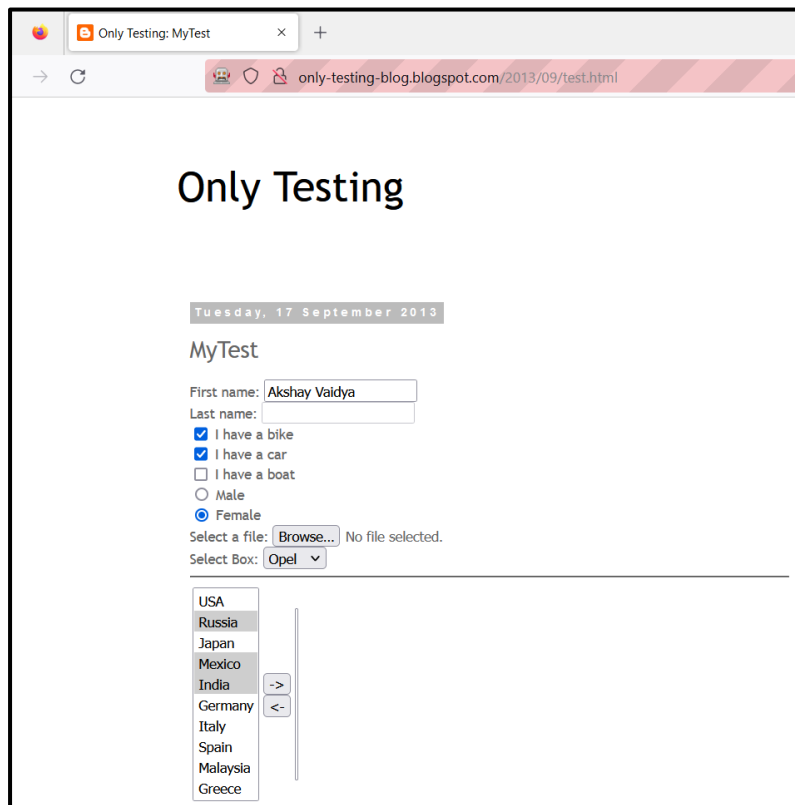 Only Testing: MyTest
only-testing-blog.blogspot.com/2013/09/test.html
Only Testing
Tuesday, 17 September 2013
MyTest
First name: Akshay Vaidya
Last name:
I have a bike
I have a car
I have a boat
Male
Female
Select a file: Browse... No file selected.
Select Box: Opel
USA
Russia
Japan
Mexico
India
->
Germany
<-
Italy
Spain
Malaysia
Greece